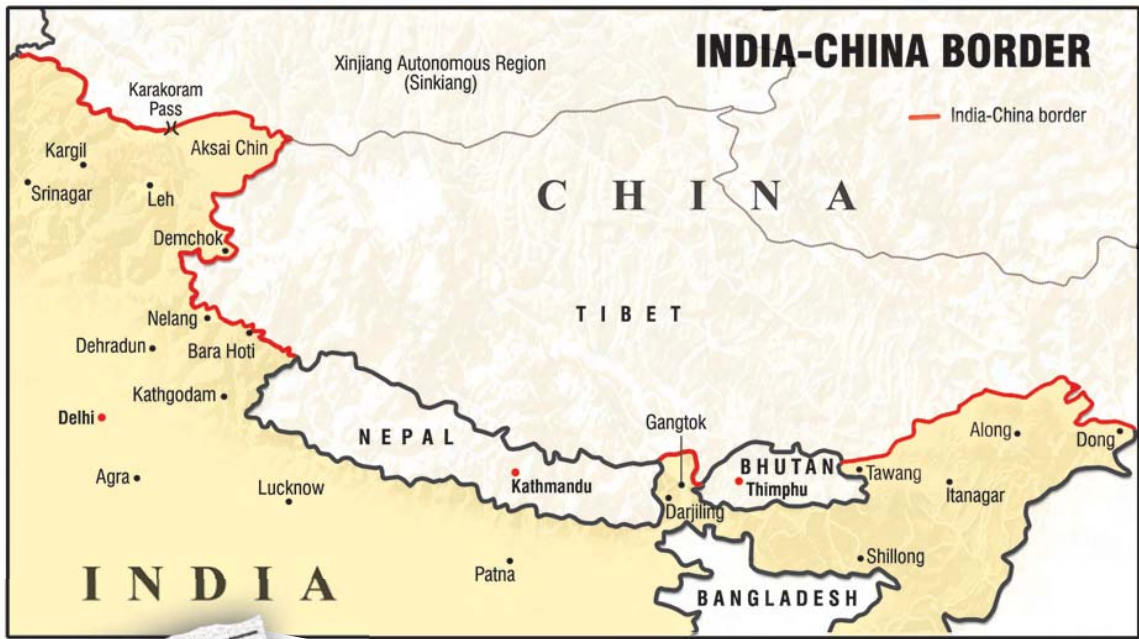 INDIA-CHINA BORDER
India-China border
Xinjiang Autonomous Region
(Sinkiang)
Karakoram
Pass
Aksai Chin
Kargil
Srinagar
Leh
CHINA
Demchok
TIBET
Nelang
Dehradun
Bara Hoti
Kathgodam
Delhi
NEPAL
Gangtok
Along
Dong
BHUTAN
Tawang
Agra
Lucknow
Kathmandu
Thimphu
Itanagar
Darjiling
Patna
Shillong
INDIA
BANGLADESH